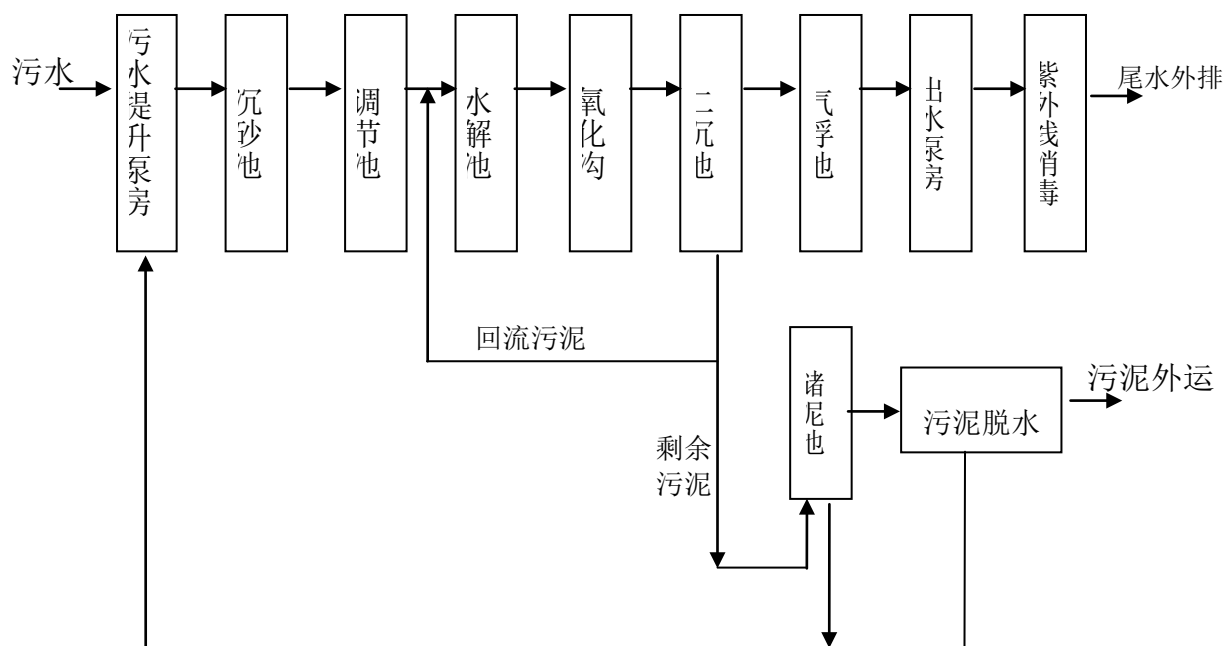 污水
污水提升泵房
沉砂池
调节池
水解池
氧化沟
二沉池
气浮池
出水泵房
紫外线消毒
尾水外排
回流污泥
剩余
污泥
储泥池
污泥脱水
污泥外运